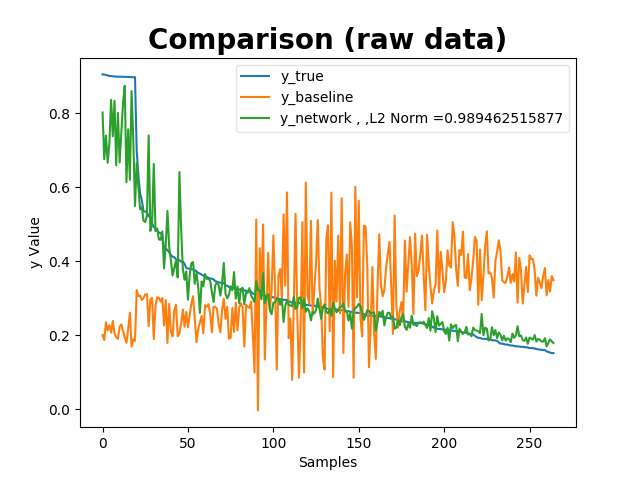 Comparison (raw data)
y_true
y_baseline
y_network , ,L2 Norm =0.989462515877
0.8
0.6
0.4
0.2
0.0
y Value
0 50 100 150 200 250
Samples